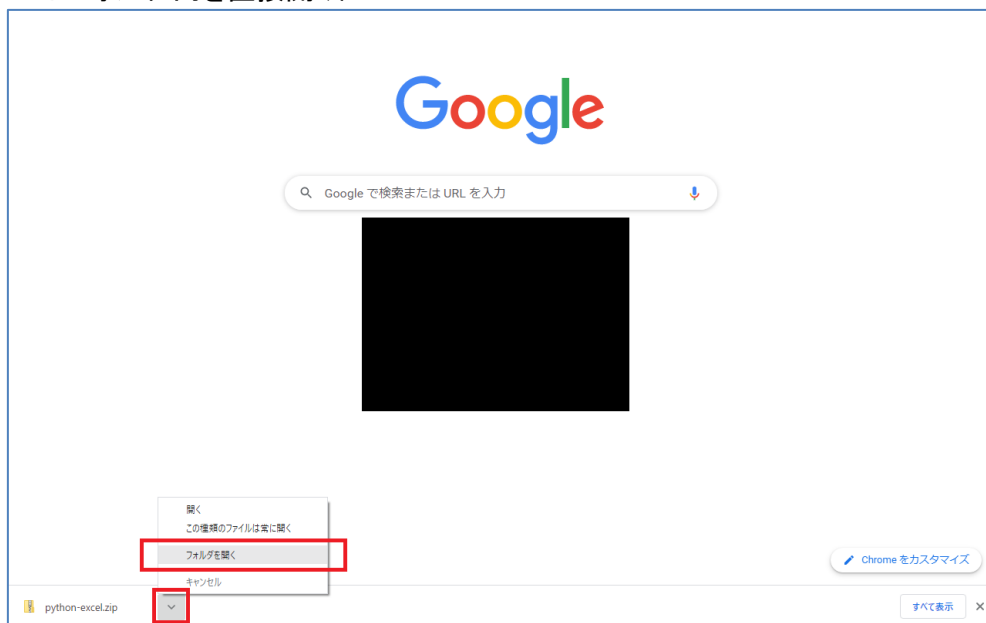 Google
Google で検索または URL を入力
開く
この種類のファイルは常に開く
フォルダを開く
キャンセル
Chrome をカスタマイズ
python-excel.zip
すべて表示